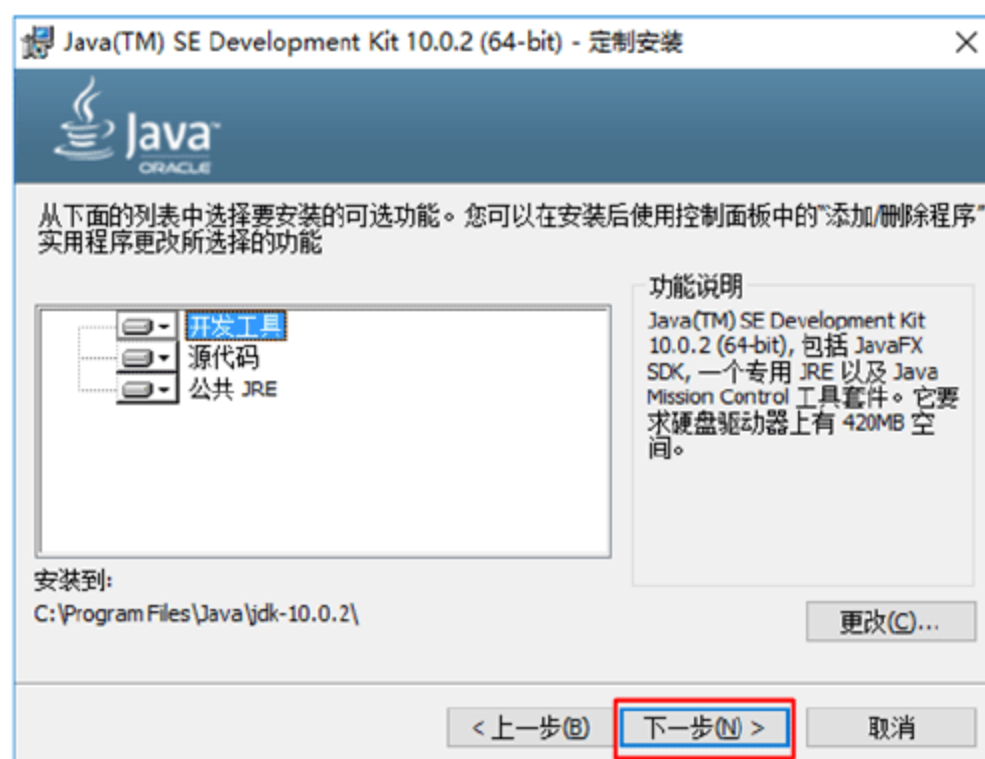 Java(TM) SE Development Kit 10.0.2 (64-bit) - 定制安装
Java™
ORACLE
从下面的列表中选择要安装的可选功能。您可以在安装后使用控制面板中的"添加/删除程序"
实用程序更改所选择的功能
开发工具
源代码
公共 JRE
功能说明
Java(TM) SE Development Kit
10.0.2 (64-bit), 包括 JavaFX
SDK, 一个专用 JRE 以及 Java
Mission Control 工具套件。它要
求硬盘驱动器上有 420MB 空
间。
安装到:
C:\Program Files\Java\jdk-10.0.2\
更改(C)...
< 上一步(B)
下一步(N) >
取消